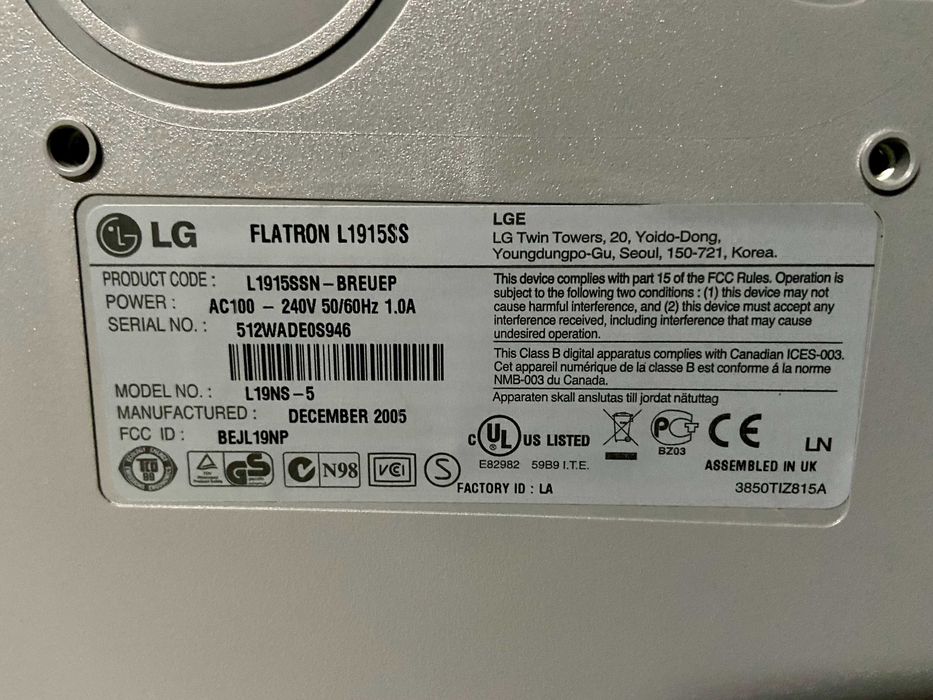 LG FLATRON L1915SS
PRODUCT CODE : L1915SSN-BREUEP
POWER : AC100 - 240V 50/60Hz 1.0A
SERIAL NO. : 512WADE0S946
MODEL NO. : L19NS-5
MANUFACTURED : DECEMBER 2005
FCC ID : BEJL19NP
TCO
99
GS
N98
VCI
S
LGE
LG Twin Towers, 20, Yoido-Dong,
Youngdungpo-Gu, Seoul, 150-721, Korea.
This device complies with part 15 of the FCC Rules. Operation is
subject to the following two conditions : (1) this device may not
cause harmful interference, and (2) this device must accept any
interference received, including interference that may cause
undesired operation.
This Class B digital apparatus complies with Canadian ICES-003.
Cet appareil numérique de la classe B est conforme á la norme
NMB-003 du Canada.
Apparaten skall anslutas till jordat nätuttag
C UL US LISTED
E82982 59B9 I.T.E.
BZ03
CE
LN
ASSEMBLED IN UK
FACTORY ID : LA
3850TIZ815A